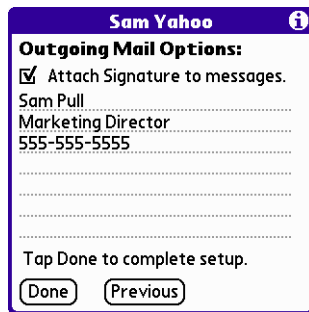 Sam Yahoo
Outgoing Mail Options:
Attach Signature to messages.
Sam Pull
Marketing Director
555-555-5555
Tap Done to complete setup.
Done Previous